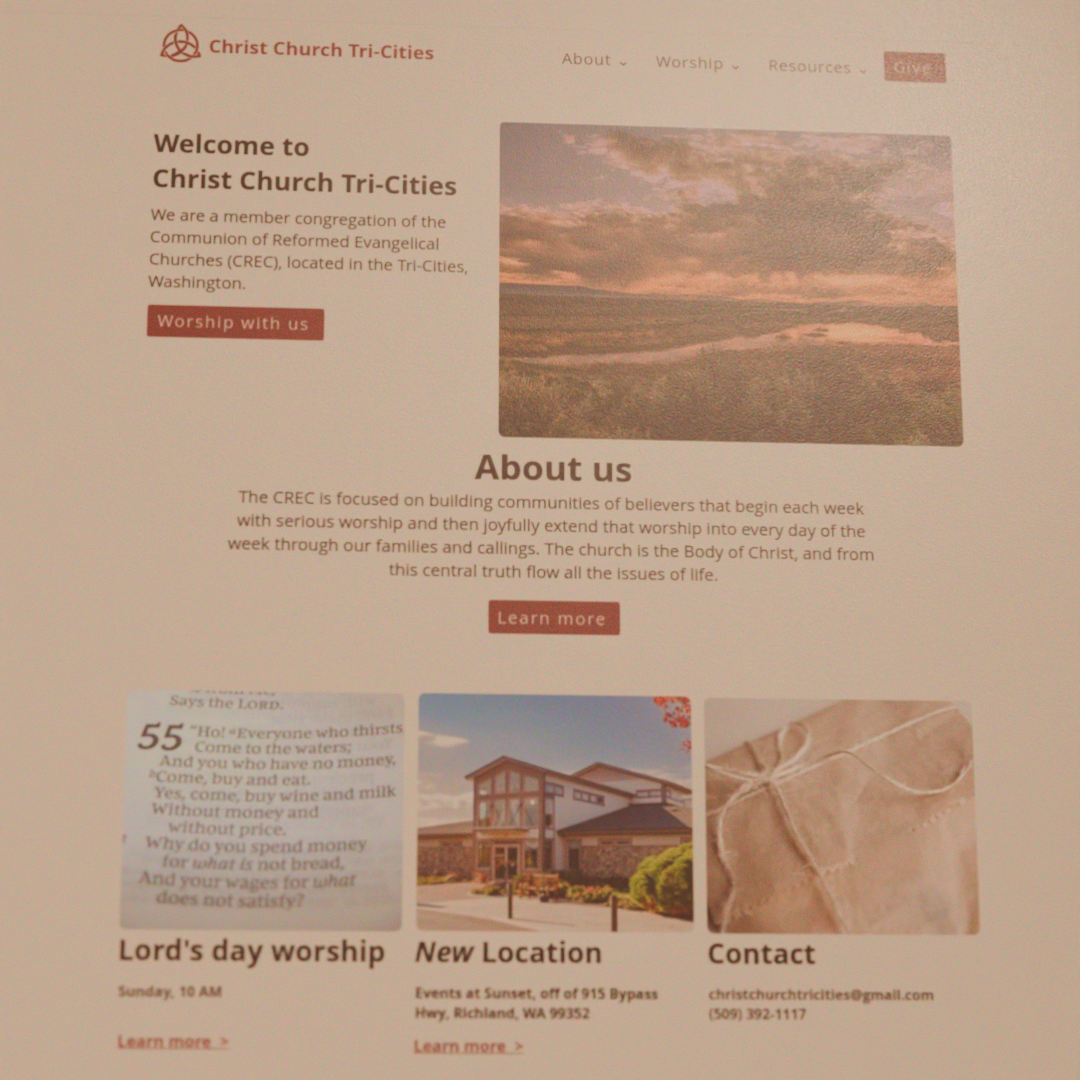 Christ Church Tri-Cities
About
Worship
Resources
Give
Welcome to
Christ Church Tri-Cities
We are a member congregation of the
Communion of Reformed Evangelical
Churches (CREC), located in the Tri-Cities,
Washington.
Worship with us
About us
The CREC is focused on building communities of believers that begin each week
with serious worship and then joyfully extend that worship into every day of the
week through our families and callings. The church is the Body of Christ, and from
this central truth flow all the issues of life.
Learn more
Says the LORD.
55 "Ho! ᵃEveryone who thirsts
Come to the waters;
And you who have no money,
ᵇCome, buy and eat.
Yes, come, buy wine and milk
Without money and
without price.
Why do you spend money
for what is not bread,
And your wages for what
does not satisfy?
Lord's day worship
Sunday, 10 AM
Learn more >
New Location
Events at Sunset, off of 915 Bypass
Hwy, Richland, WA 99352
Learn more >
Contact
christchurchtricities@gmail.com
(509) 392-1117